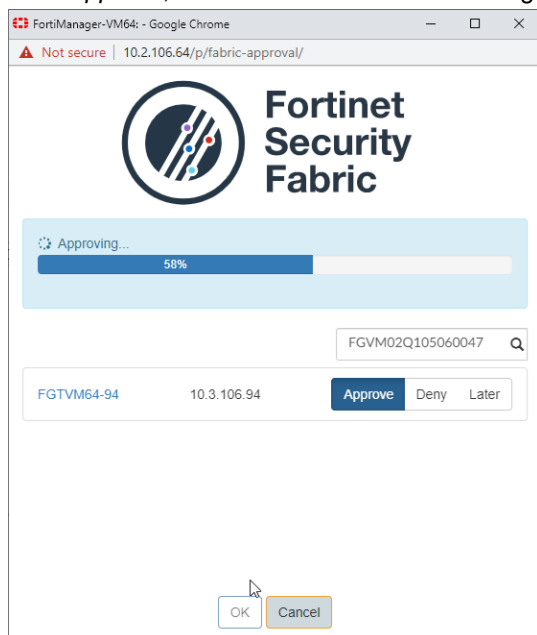 FortiManager-VM64: - Google Chrome
Not secure | 10.2.106.64/p/fabric-approval/
Fortinet
Security
Fabric
Approving...
58%
FGVM02Q105060047
FGTVM64-94 10.3.106.94 Approve Deny Later
OK Cancel